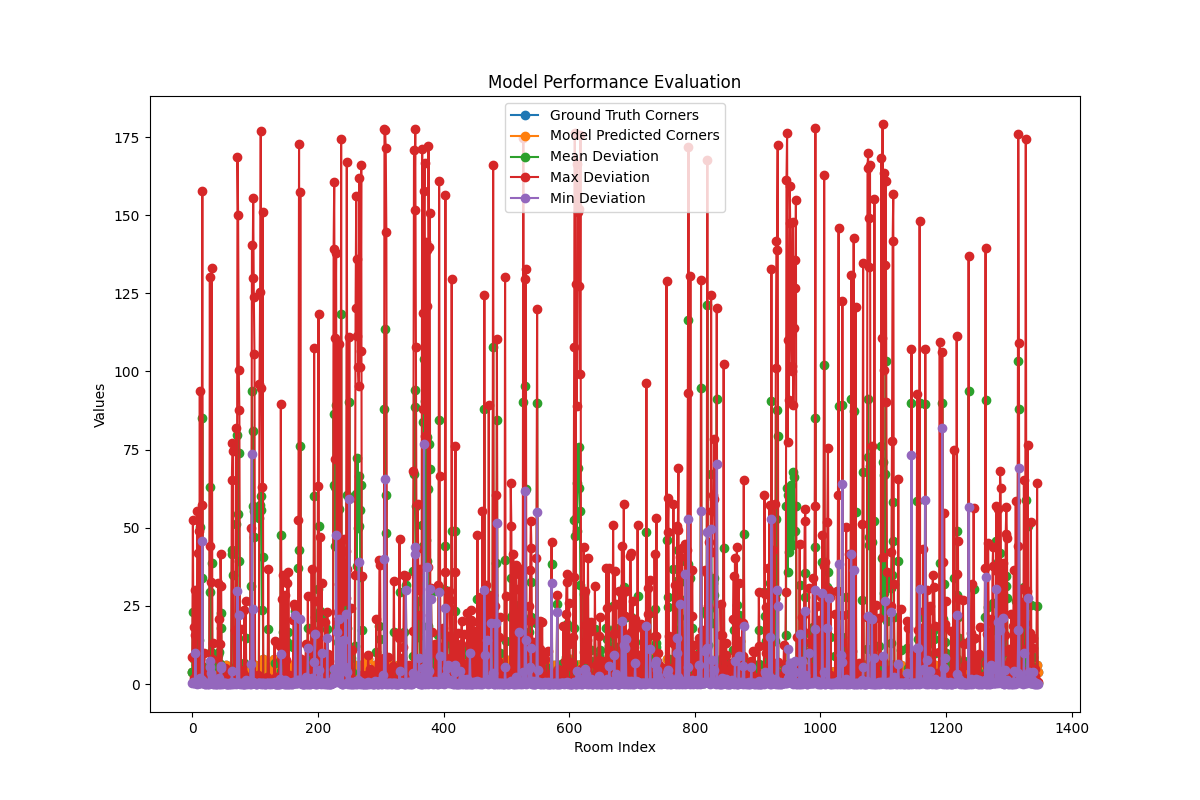 Model Performance Evaluation
Ground Truth Corners
Model Predicted Corners
Mean Deviation
Max Deviation
Min Deviation
175
150
125
100
75
50
25
0
Values
0 200 400 600 800 1000 1200 1400
Room Index